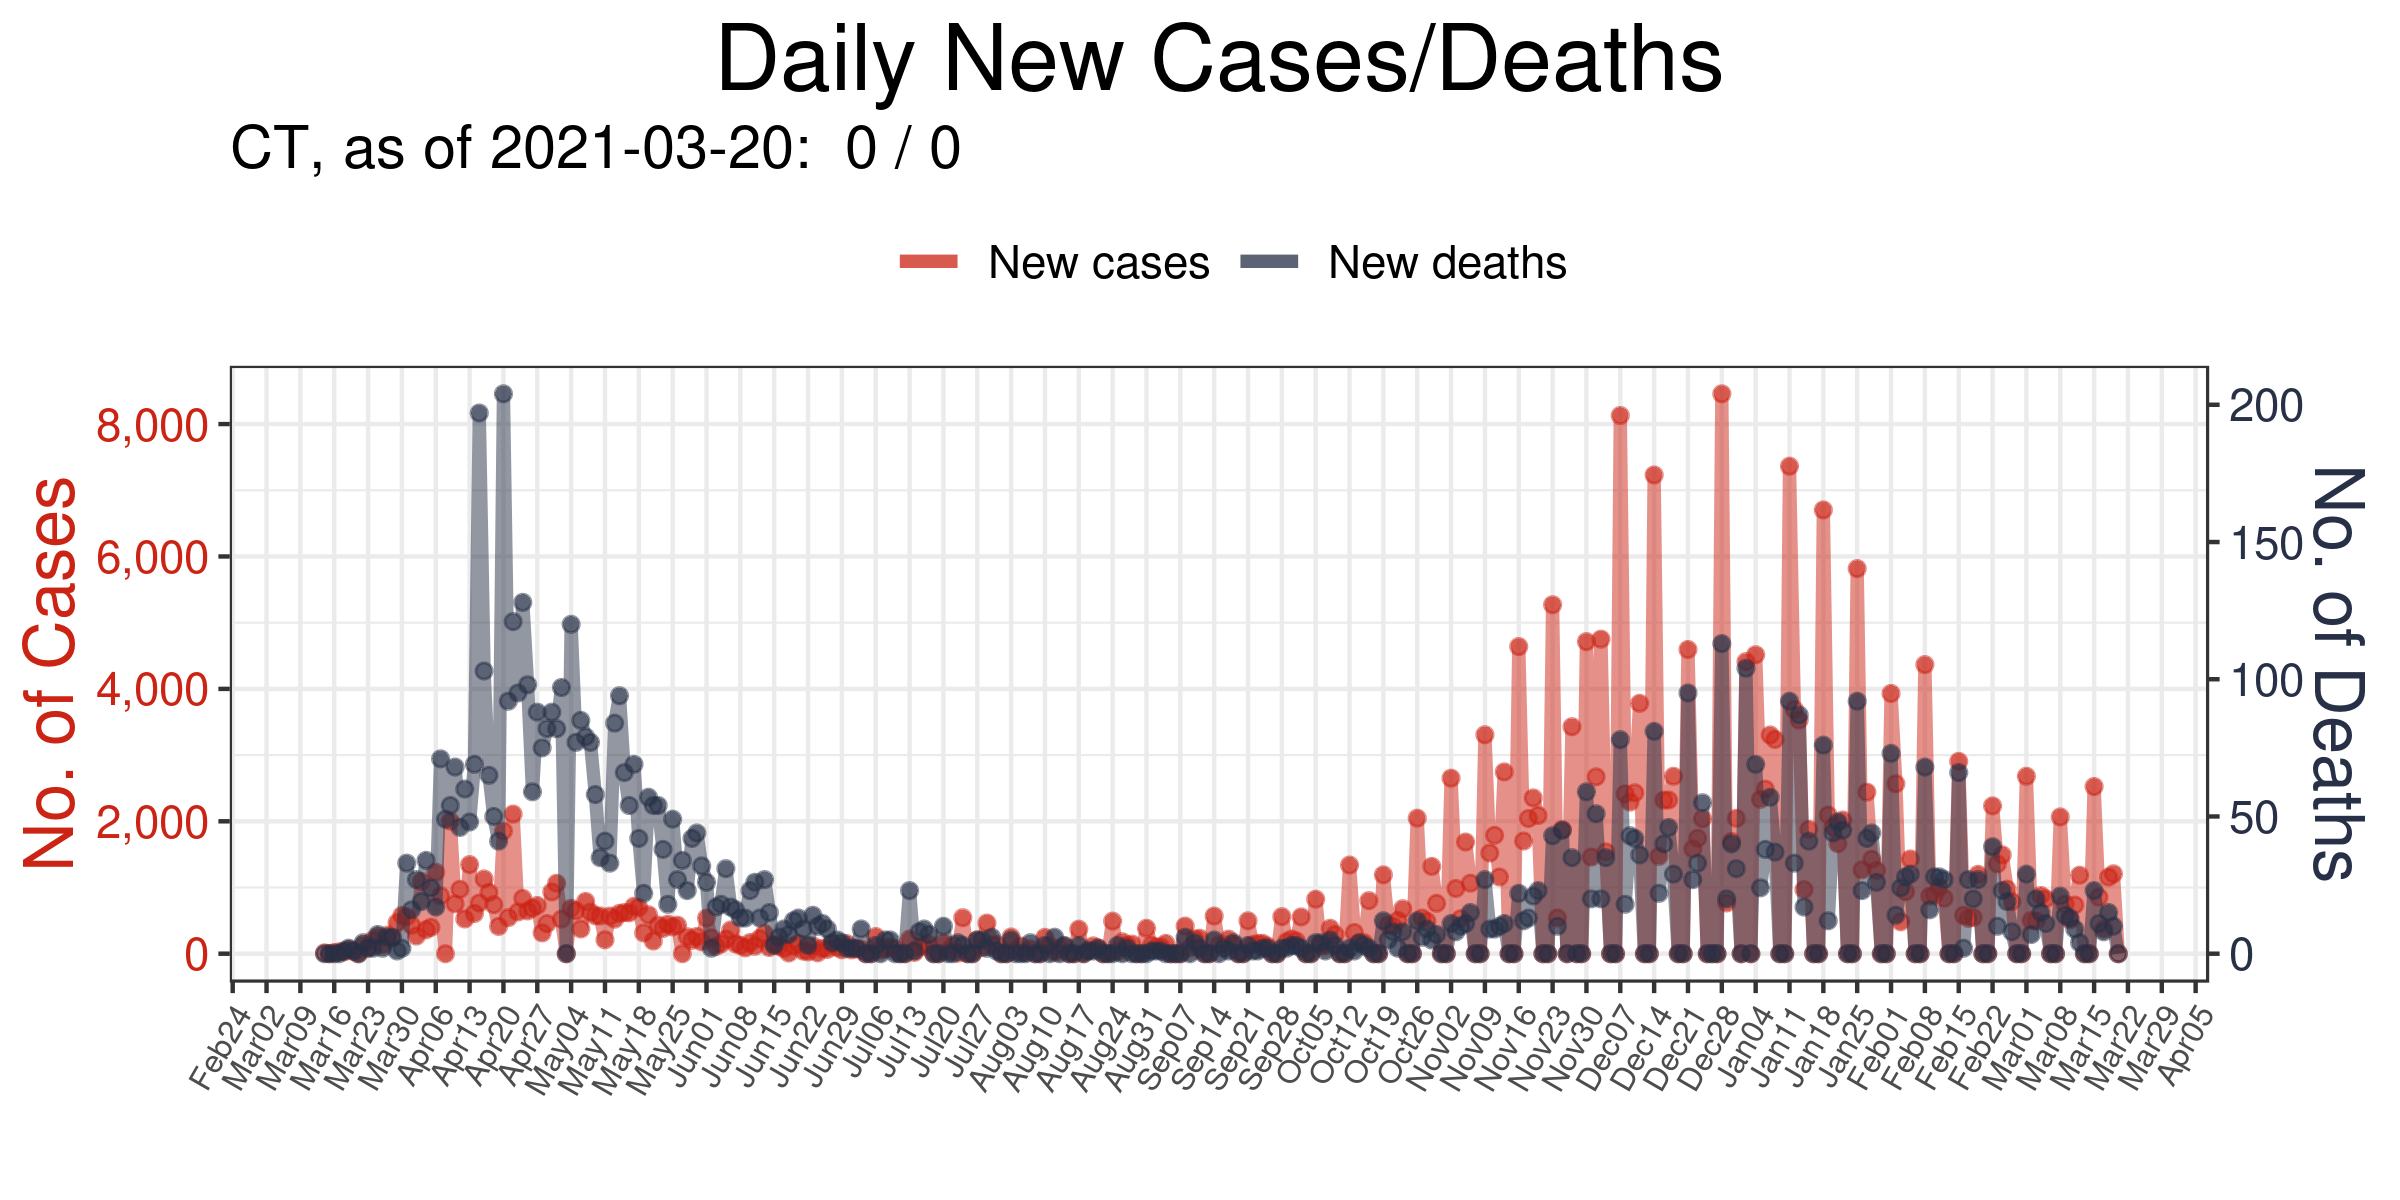 Daily New Cases/Deaths
CT, as of 2021-03-20:  0 / 0
New cases
New deaths
No. of Cases
8,000
6,000
4,000
2,000
0
200
150
100
50
0
No. of Deaths
Feb24
Mar02
Mar09
Mar16
Mar23
Mar30
Apr06
Apr13
Apr20
Apr27
May04
May11
May18
May25
Jun01
Jun08
Jun15
Jun22
Jun29
Jul06
Jul13
Jul20
Jul27
Aug03
Aug10
Aug17
Aug24
Aug31
Sep07
Sep14
Sep21
Sep28
Oct05
Oct12
Oct19
Oct26
Nov02
Nov09
Nov16
Nov23
Nov30
Dec07
Dec14
Dec21
Dec28
Jan04
Jan11
Jan18
Jan25
Feb01
Feb08
Feb15
Feb22
Mar01
Mar08
Mar15
Mar22
Mar29
Apr05